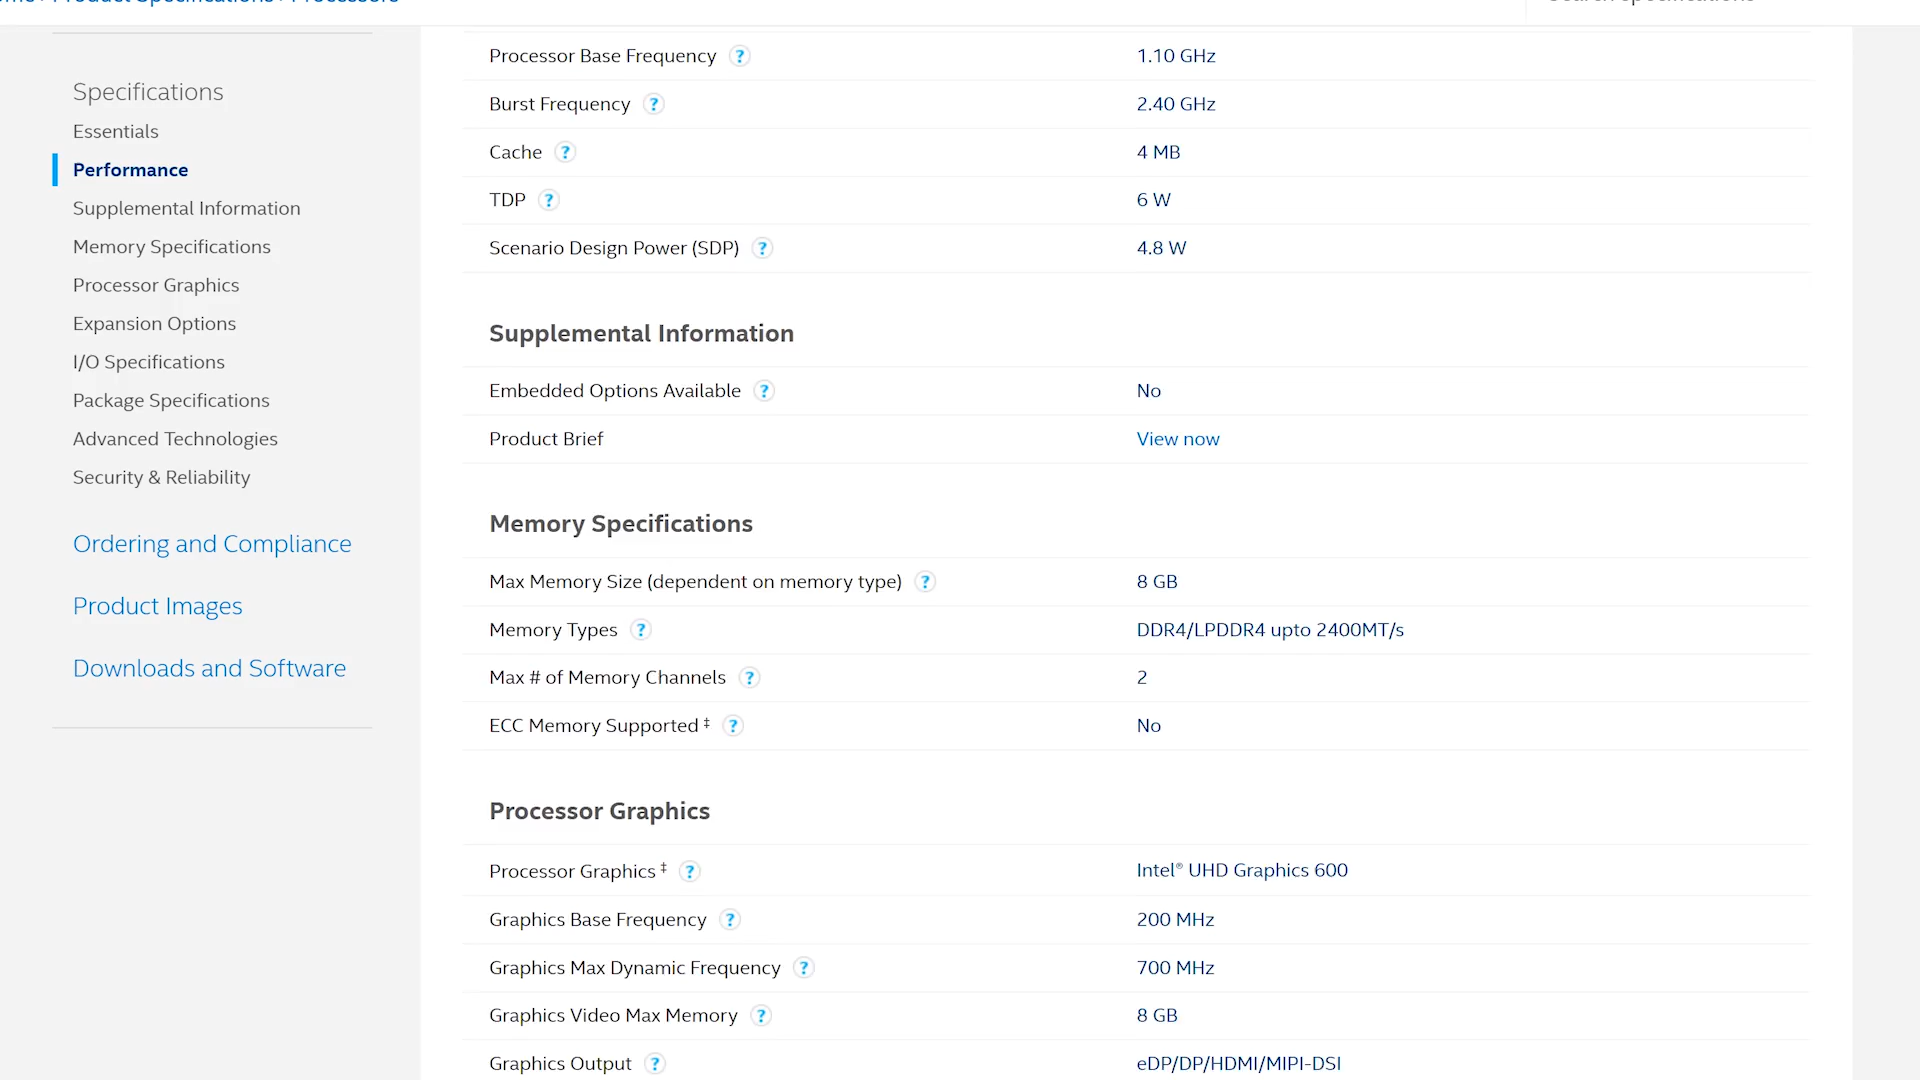 Specifications
Essentials
Performance
Supplemental Information
Memory Specifications
Processor Graphics
Expansion Options
I/O Specifications
Package Specifications
Advanced Technologies
Security & Reliability
Ordering and Compliance
Product Images
Downloads and Software
Processor Base Frequency ? 1.10 GHz
Burst Frequency ? 2.40 GHz
Cache ? 4 MB
TDP ? 6 W
Scenario Design Power (SDP) ? 4.8 W
Supplemental Information
Embedded Options Available ? No
Product Brief View now
Memory Specifications
Max Memory Size (dependent on memory type) ? 8 GB
Memory Types ? DDR4/LPDDR4 upto 2400MT/s
Max # of Memory Channels ? 2
ECC Memory Supported ‡ ? No
Processor Graphics
Processor Graphics ‡ ? Intel® UHD Graphics 600
Graphics Base Frequency ? 200 MHz
Graphics Max Dynamic Frequency ? 700 MHz
Graphics Video Max Memory ? 8 GB
Graphics Output ? eDP/DP/HDMI/MIPI-DSI